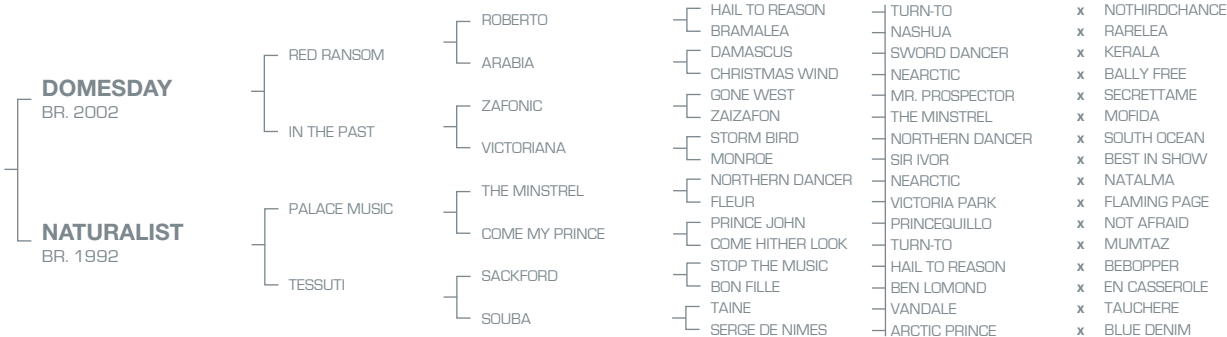 HAIL TO REASON TURN-TO x NOTHIRDCHANCE
ROBERTO
BRAMALEA NASHUA x RARELEA
RED RANSOM DAMASCUS SWORD DANCER x KERALA
ARABIA
CHRISTMAS WIND NEARCTIC x BALLY FREE
DOMESDAY GONE WEST MR. PROSPECTOR x SECRETTAME
BR. 2002 ZAFONIC
ZAIZAFON THE MINSTREL x MOFIDA
IN THE PAST STORM BIRD NORTHERN DANCER x SOUTH OCEAN
VICTORIANA
MONROE SIR IVOR x BEST IN SHOW
NORTHERN DANCER NEARCTIC x NATALMA
THE MINSTREL
FLEUR VICTORIA PARK x FLAMING PAGE
PALACE MUSIC
PRINCE JOHN PRINCEQUILLO x NOT AFRAID
NATURALIST COME MY PRINCE
COME HITHER LOOK TURN-TO x MUMTAZ
BR. 1992
STOP THE MUSIC HAIL TO REASON x BEBOPPER
SACKFORD
TESSUTI BON FILLE BEN LOMOND x EN CASSEROLE
TAINE VANDALE x TAUCHERE
SOUBA
SERGE DE NIMES ARCTIC PRINCE x BLUE DENIM